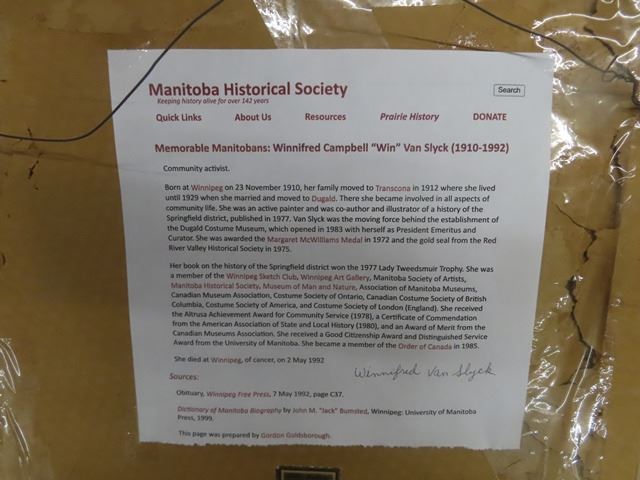 Manitoba Historical Society
Keeping history alive for over 142 years
Search
Quick Links About Us Resources Prairie History DONATE
Memorable Manitobans: Winnifred Campbell “Win” Van Slyck (1910-1992)
Community activist.
Born at Winnipeg on 23 November 1910, her family moved to Transcona in 1912 where she lived
until 1929 when she married and moved to Dugald. There she became involved in all aspects of
community life. She was an active painter and was co-author and illustrator of a history of the
Springfield district, published in 1977. Van Slyck was the moving force behind the establishment of
the Dugald Costume Museum, which opened in 1983 with herself as President Emeritus and
Curator. She was awarded the Margaret McWilliams Medal in 1972 and the gold seal from the Red
River Valley Historical Society in 1975.
Her book on the history of the Springfield district won the 1977 Lady Tweedsmuir Trophy. She was
a member of the Winnipeg Sketch Club, Winnipeg Art Gallery, Manitoba Society of Artists,
Manitoba Historical Society, Museum of Man and Nature, Association of Manitoba Museums,
Canadian Museum Association, Costume Society of Ontario, Canadian Costume Society of British
Columbia, Costume Society of America, and Costume Society of London (England). She received
the Altrusa Achievement Award for Community Service (1978), a Certificate of Commendation
from the American Association of State and Local History (1980), and an Award of Merit from the
Canadian Museums Association. She received a Good Citizenship Award and Distinguished Service
Award from the University of Manitoba. She became a member of the Order of Canada in 1985.
She died at Winnipeg, of cancer, on 2 May 1992
Winnifred Van Slyck
Sources:
Obituary, Winnipeg Free Press, 7 May 1992, page C37.
Dictionary of Manitoba Biography by John M. “Jack” Bumsted, Winnipeg: University of Manitoba
Press, 1999.
This page was prepared by Gordon Goldsborough.